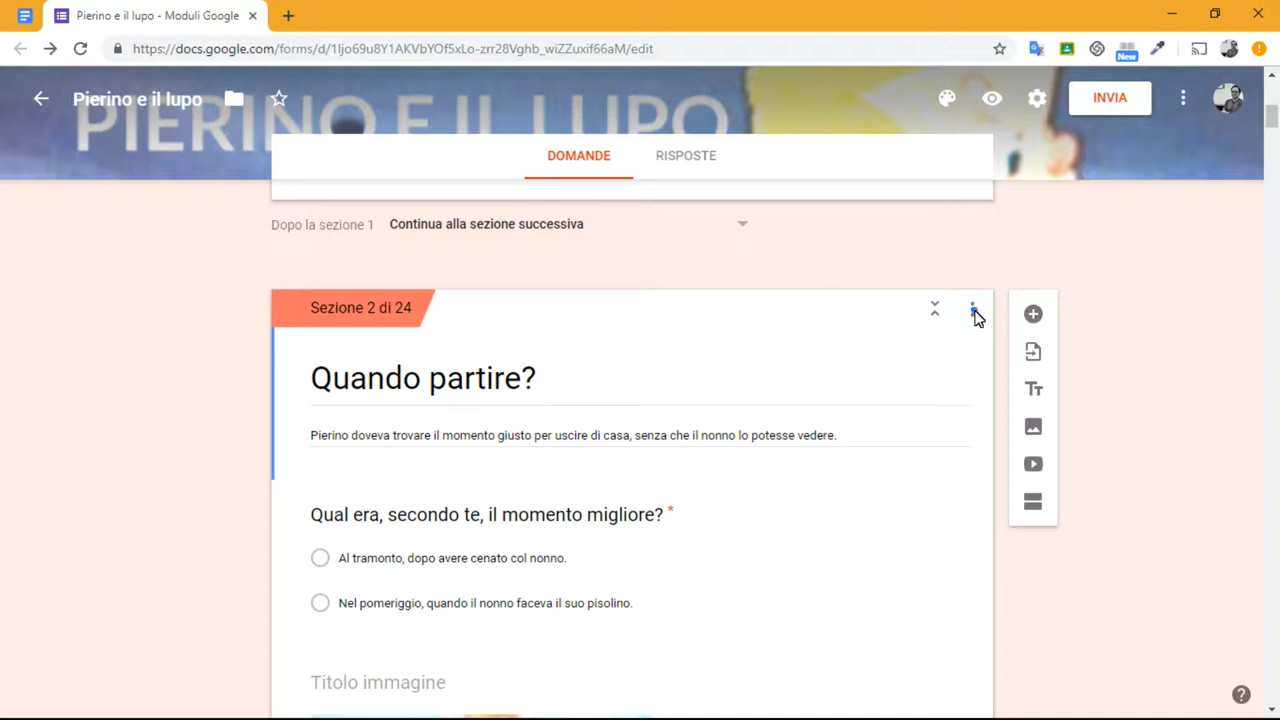 Pierino e il lupo - Moduli Google
https://docs.google.com/forms/d/1Ijo69u8Y1AKVbYOf5xLo-zrr28Vghb_wiZZuxif66aM/edit
New
Pierino e il lupo
INVIA
PIERINO E IL LUPO
DOMANDE RISPOSTE
Dopo la sezione 1 Continua alla sezione successiva
Sezione 2 di 24
Quando partire?
Pierino doveva trovare il momento giusto per uscire di casa, senza che il nonno lo potesse vedere.
Tт
Qual era, secondo te, il momento migliore? *
Al tramonto, dopo avere cenato col nonno.
Nel pomeriggio, quando il nonno faceva il suo pisolino.
Titolo immagine